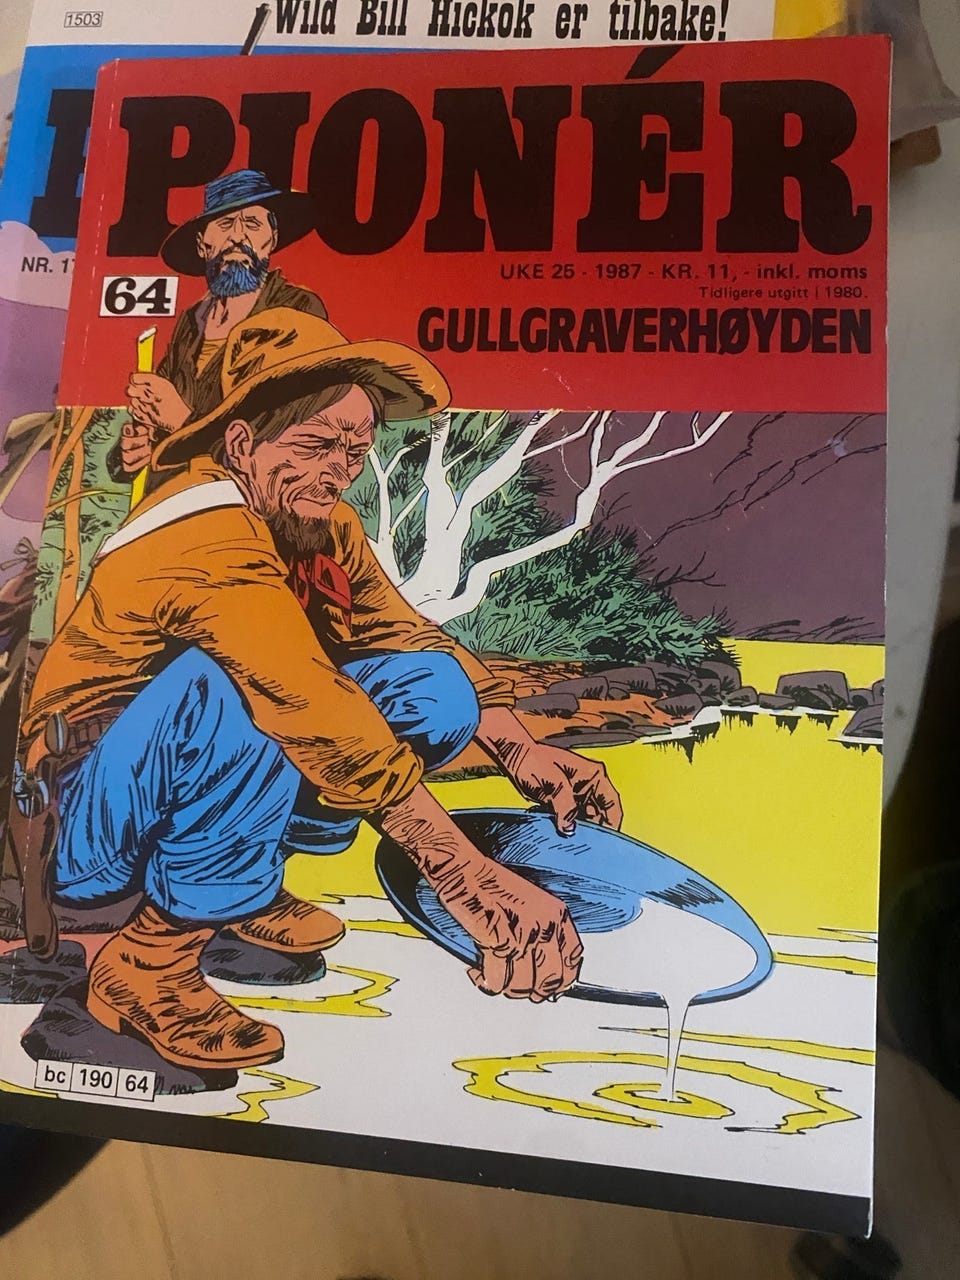 1503
Wild Bill Hickok er tilbake!
PIONÉR
NR. 17
UKE 25 - 1987 - KR. 11,- inkl. moms
Tidligere utgitt i 1980.
64
GULLGRAVERHØYDEN
bc 190 64